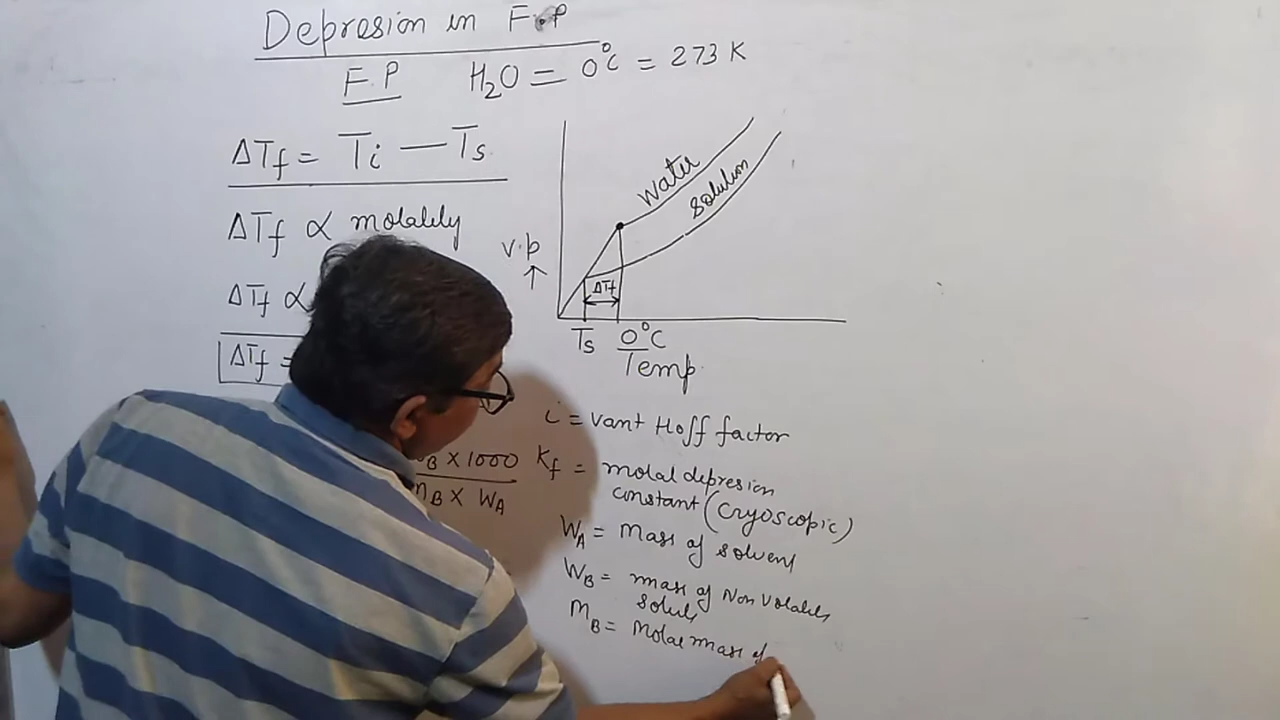 Depresion in F.P
F.P H₂O = 0°C = 273 K
ΔTf = Ti — Ts
ΔTf ∝ molality
ΔTf ∝
ΔTf =
B × 1000
mB × WA
Water
Solution
v.p
↑
ΔTf
Ts 0°C
Temp.
i = vant Hoff factor
Kf = molal depresion
constant (Cryoscopic)
WA = Mass of solvent
WB = mass of Non Volatile
solute
MB = Molar mass of